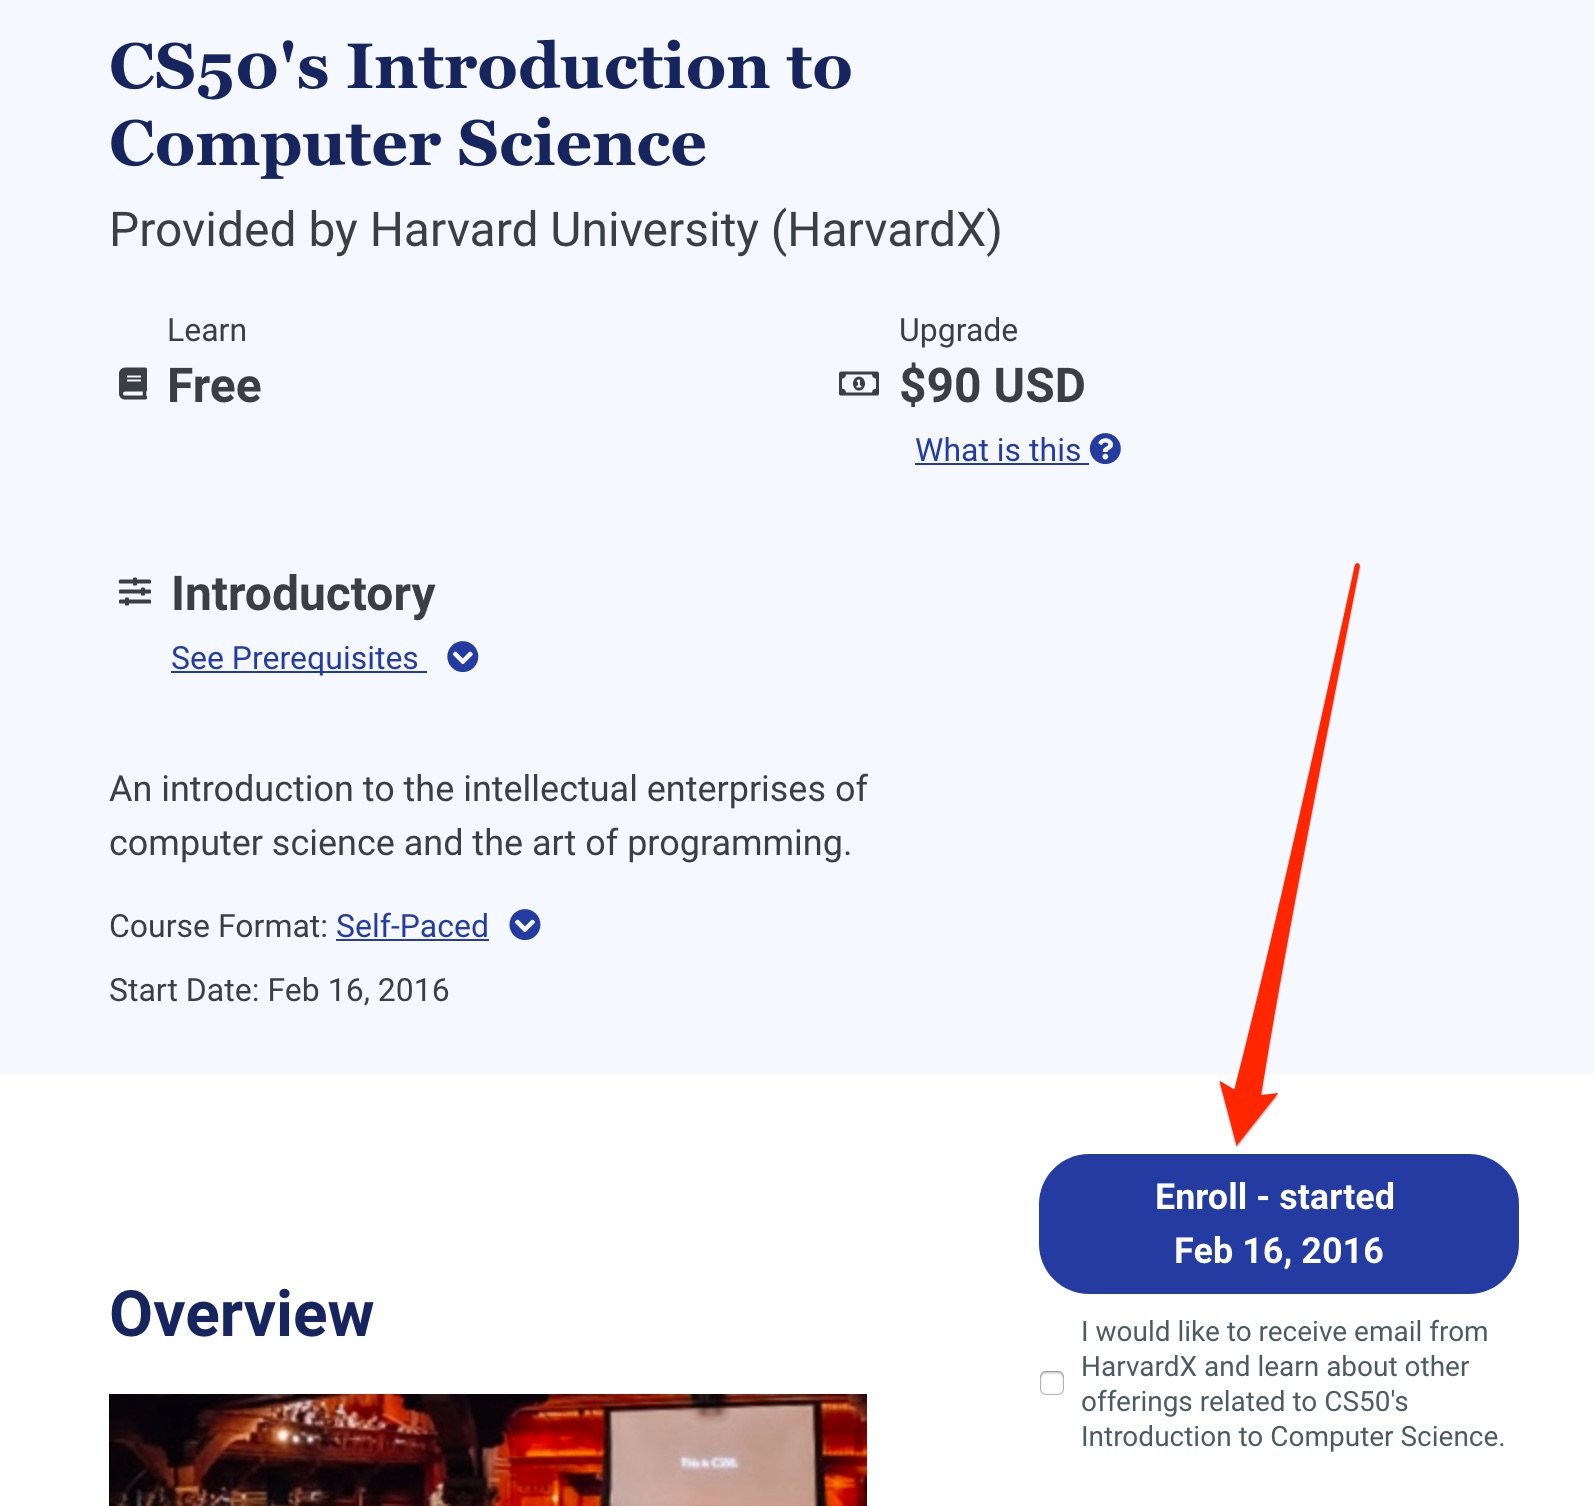 CS50's Introduction to
Computer Science
Provided by Harvard University (HarvardX)
Learn
Free
Upgrade
$90 USD
What is this
Introductory
See Prerequisites
An introduction to the intellectual enterprises of
computer science and the art of programming.
Course Format: Self-Paced
Start Date: Feb 16, 2016
Enroll - started
Feb 16, 2016
I would like to receive email from
HarvardX and learn about other
offerings related to CS50's
Introduction to Computer Science.
Overview
This is CS50.